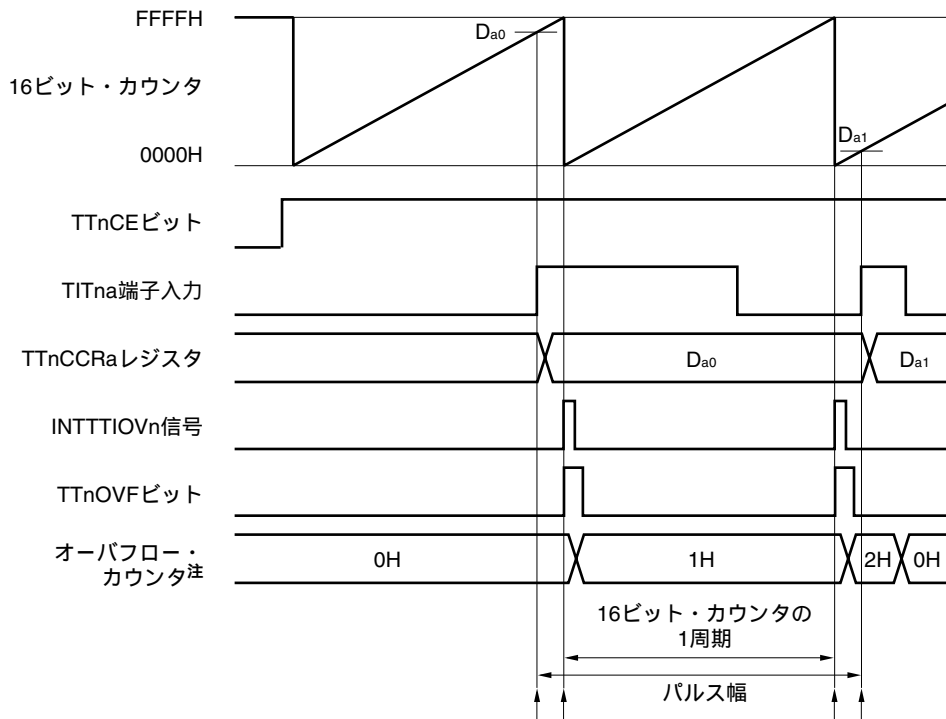 FFFFH
Da0
16ビット・カウンタ
Da1
0000H
TTnCEビット
TITna端子入力
TTnCCRaレジスタ
Da0
Da1
INTTTIOVn信号
TTnOVFビット
オーバフロー・
カウンタ注
0H
1H
2H
0H
16ビット・カウンタの
1周期
パルス幅